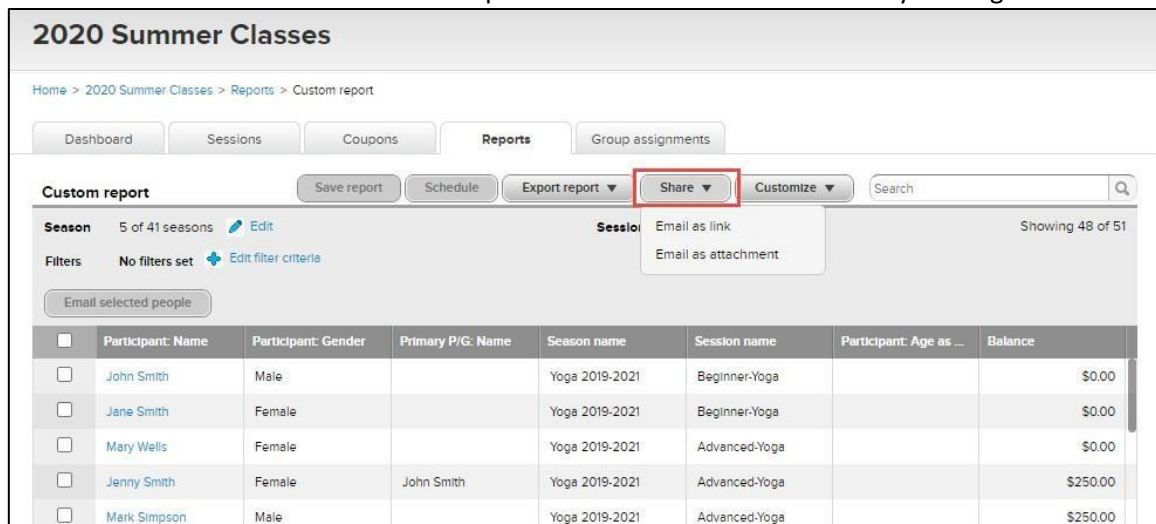 2020 Summer Classes
Home > 2020 Summer Classes > Reports > Custom report
Dashboard Sessions Coupons Reports Group assignments
Custom report Save report Schedule Export report ▼ Share ▼ Customize ▼ Search
Season 5 of 41 seasons Edit Session Email as link Showing 48 of 51
Filters No filters set Edit filter criteria Email as attachment
Email selected people
Participant: Name Participant: Gender Primary P/G: Name Season name Session name Participant: Age as ... Balance
John Smith Male Yoga 2019-2021 Beginner-Yoga $0.00
Jane Smith Female Yoga 2019-2021 Beginner-Yoga $0.00
Mary Wells Female Yoga 2019-2021 Advanced-Yoga $0.00
Jenny Smith Female John Smith Yoga 2019-2021 Advanced-Yoga $250.00
Mark Simpson Male Yoga 2019-2021 Advanced-Yoga $250.00